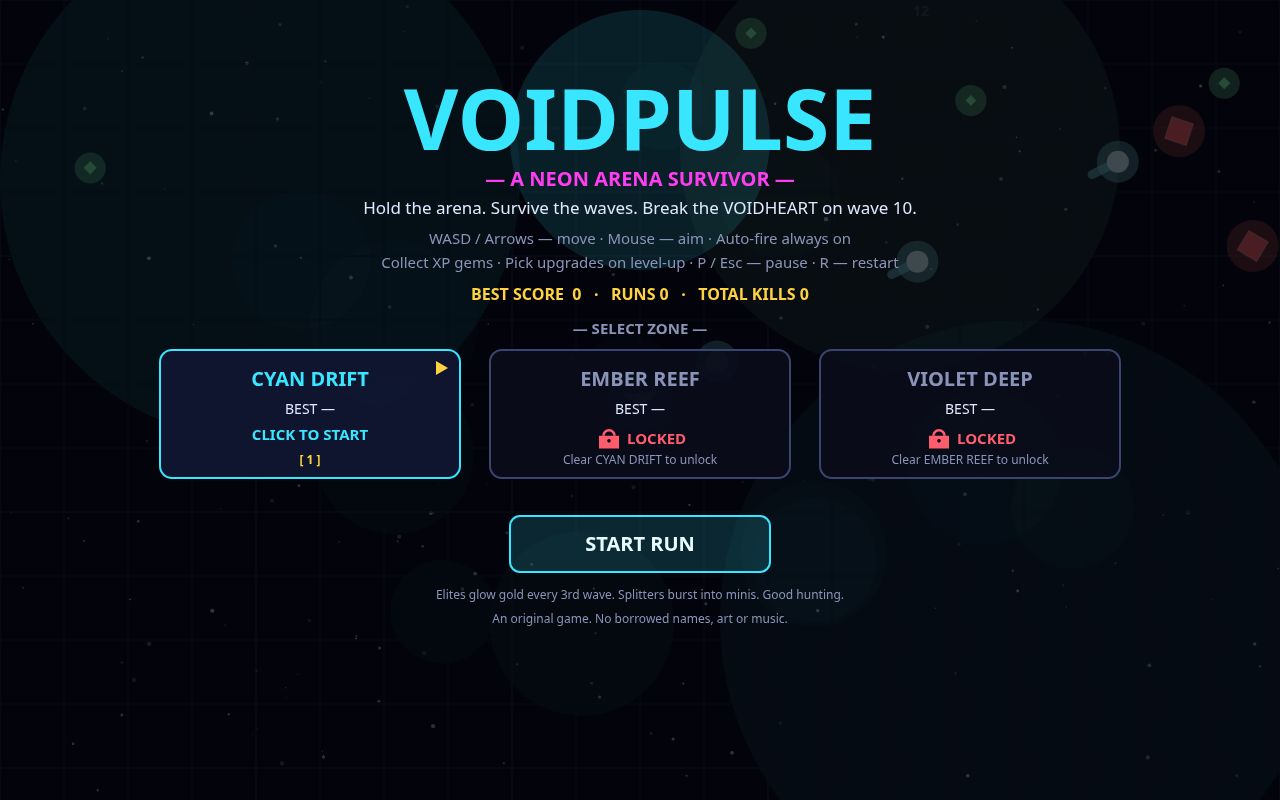 12
VOIDPULSE
— A NEON ARENA SURVIVOR —
Hold the arena. Survive the waves. Break the VOIDHEART on wave 10.
WASD / Arrows — move · Mouse — aim · Auto-fire always on
Collect XP gems · Pick upgrades on level-up · P / Esc — pause · R — restart
BEST SCORE 0 · RUNS 0 · TOTAL KILLS 0
— SELECT ZONE —
CYAN DRIFT
BEST —
CLICK TO START
[ 1 ]
EMBER REEF
BEST —
LOCKED
Clear CYAN DRIFT to unlock
VIOLET DEEP
BEST —
LOCKED
Clear EMBER REEF to unlock
START RUN
Elites glow gold every 3rd wave. Splitters burst into minis. Good hunting.
An original game. No borrowed names, art or music.